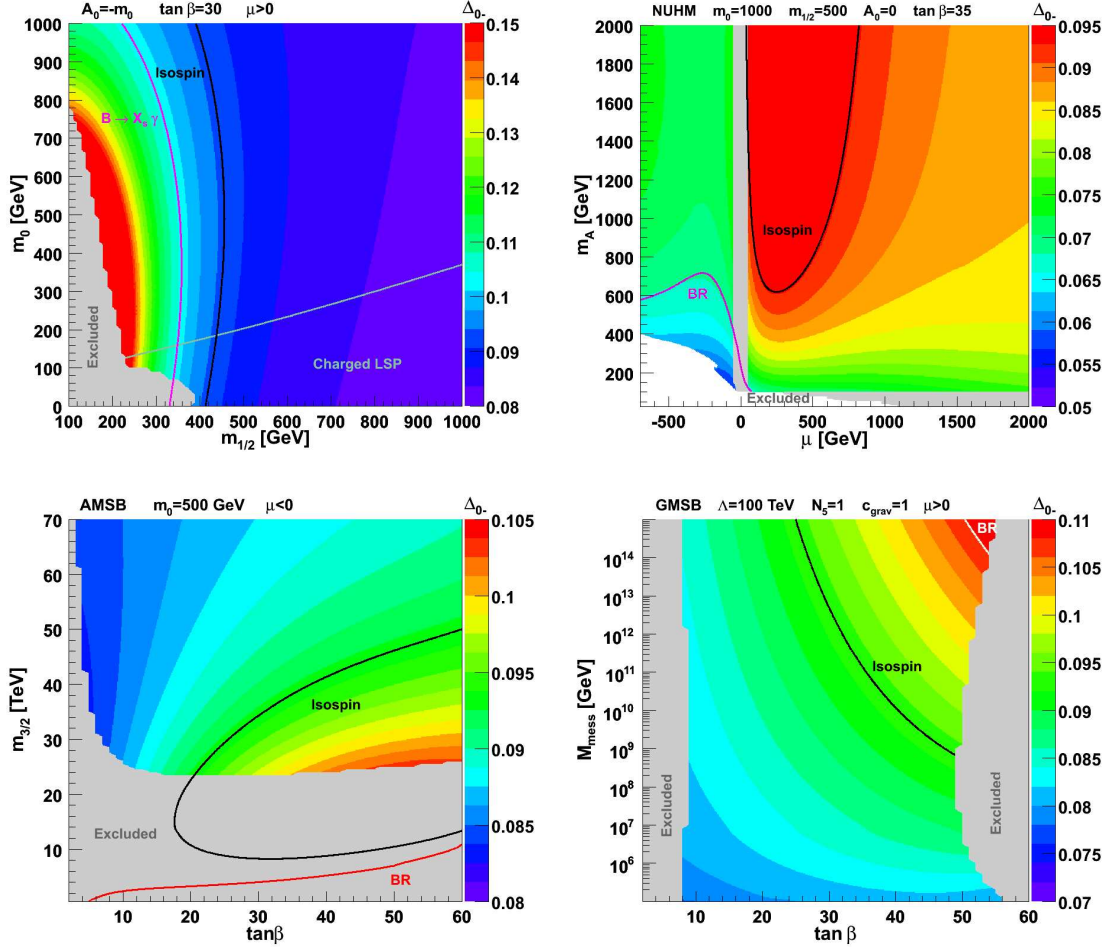 A₀=-m₀ tan β=30 μ>0 Δ₀₋
1000
900
800
700
600
500
400
300
200
100
0
m₀ [GeV]
Isospin
B → Xₛ γ
Excluded
Charged LSP
100 200 300 400 500 600 700 800 900 1000
m₁/₂ [GeV]
0.15
0.14
0.13
0.12
0.11
0.1
0.09
0.08
NUHM m₀=1000 m₁/₂=500 A₀=0 tan β=35 Δ₀₋
2000
1800
1600
1400
1200
1000
800
600
400
200
m_A [GeV]
Isospin
BR
Excluded
-500 0 500 1000 1500 2000
μ [GeV]
0.095
0.09
0.085
0.08
0.075
0.07
0.065
0.06
0.055
0.05
AMSB m₀=500 GeV μ<0 Δ₀₋
70
60
50
40
30
20
10
m₃/₂ [TeV]
Isospin
Excluded
BR
10 20 30 40 50 60
tanβ
0.105
0.1
0.095
0.09
0.085
0.08
GMSB Λ=100 TeV N₅=1 c_grav=1 μ>0 Δ₀₋
10¹⁴
10¹³
10¹²
10¹¹
10¹⁰
10⁹
10⁸
10⁷
10⁶
M_mess [GeV]
BR
Isospin
Excluded
Excluded
10 20 30 40 50 60
tan β
0.11
0.105
0.1
0.095
0.09
0.085
0.08
0.075
0.07